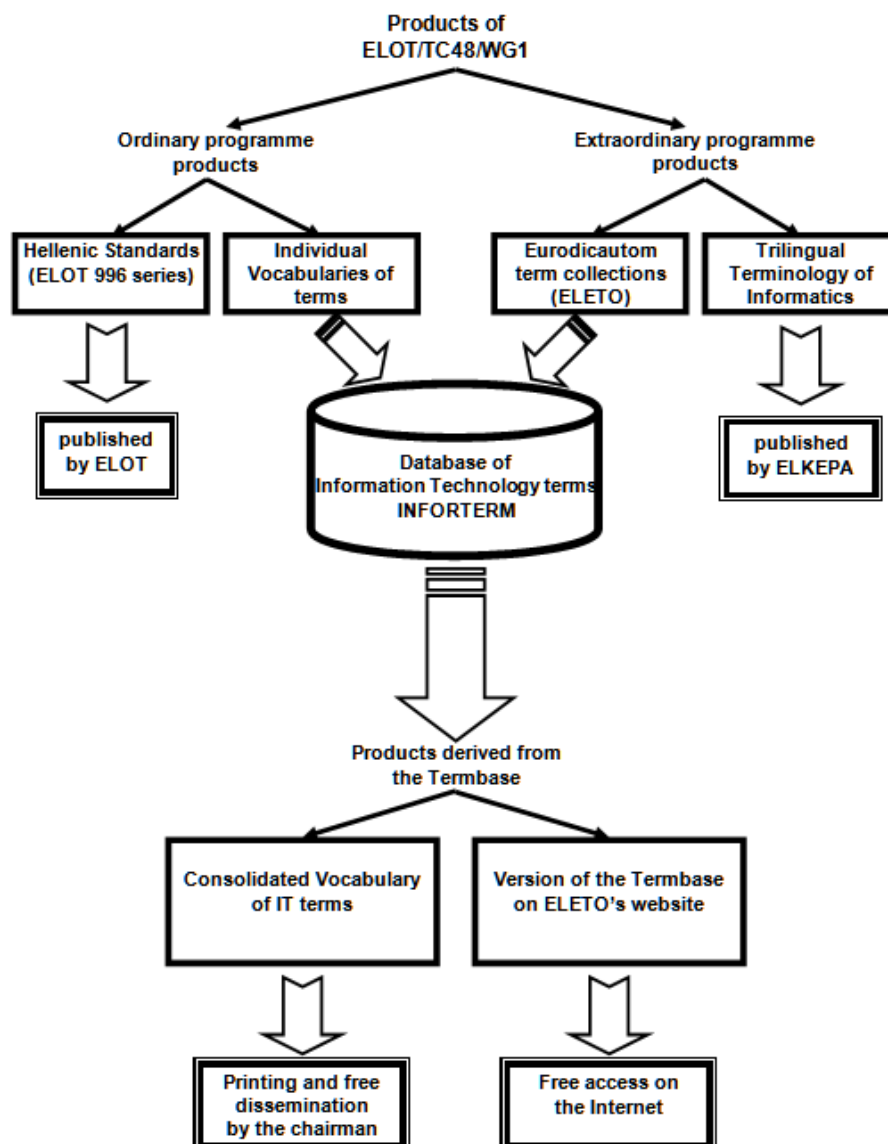 Products of
ELOT/TC48/WG1
Ordinary programme
products
Extraordinary programme
products
Hellenic Standards
(ELOT 996 series)
Individual
Vocabularies of
terms
Eurodicautom
term collections
(ELETO)
Trilingual
Terminology of
Informatics
published
by ELOT
Database of
Information Technology terms
INFORTERM
published
by ELKEPA
Products derived from
the Termbase
Consolidated Vocabulary
of IT terms
Version of the Termbase
on ELETO's website
Printing and free
dissemination
by the chairman
Free access on
the Internet